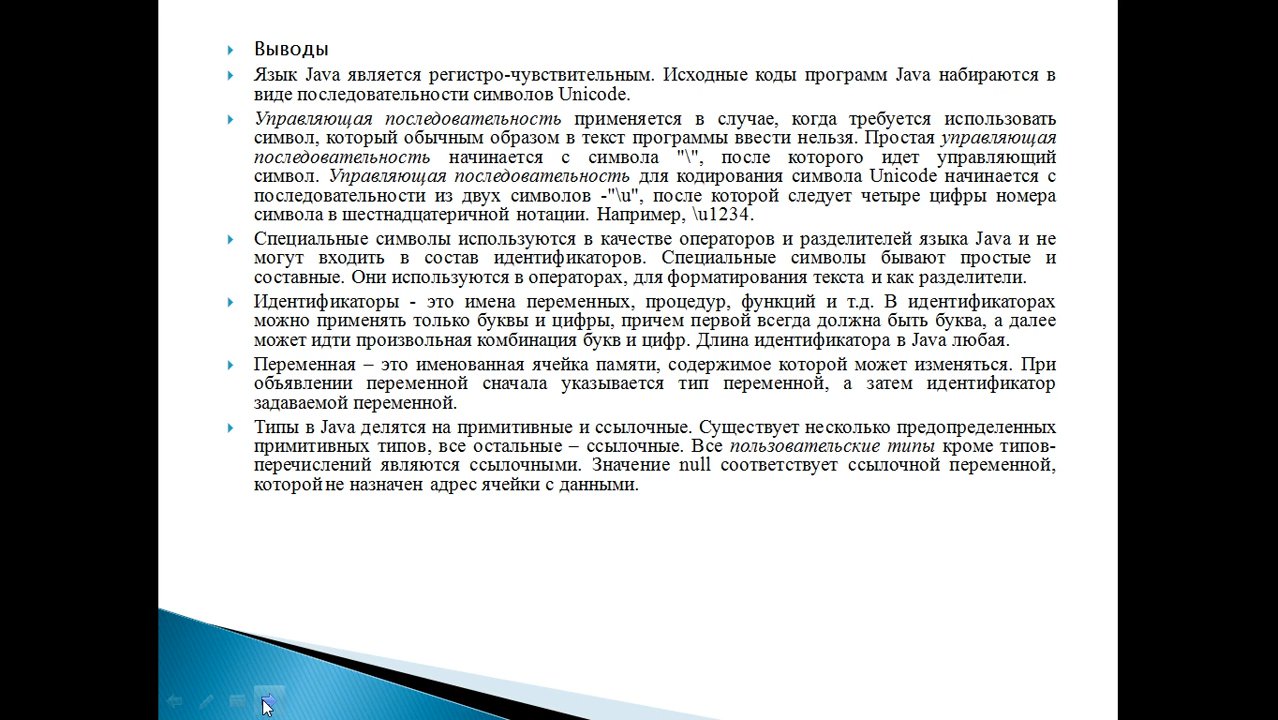 Выводы
Язык Java является регистро-чувствительным. Исходные коды программ Java набираются в
виде последовательности символов Unicode.
Управляющая последовательность применяется в случае, когда требуется использовать
символ, который обычным образом в текст программы ввести нельзя. Простая управляющая
последовательность начинается с символа "\", после которого идет управляющий
символ. Управляющая последовательность для кодирования символа Unicode начинается с
последовательности из двух символов -"\u", после которой следует четыре цифры номера
символа в шестнадцатеричной нотации. Например, \u1234.
Специальные символы используются в качестве операторов и разделителей языка Java и не
могут входить в состав идентификаторов. Специальные символы бывают простые и
составные. Они используются в операторах, для форматирования текста и как разделители.
Идентификаторы - это имена переменных, процедур, функций и т.д. В идентификаторах
можно применять только буквы и цифры, причем первой всегда должна быть буква, а далее
может идти произвольная комбинация букв и цифр. Длина идентификатора в Java любая.
Переменная – это именованная ячейка памяти, содержимое которой может изменяться. При
объявлении переменной сначала указывается тип переменной, а затем идентификатор
задаваемой переменной.
Типы в Java делятся на примитивные и ссылочные. Существует несколько предопределенных
примитивных типов, все остальные – ссылочные. Все пользовательские типы кроме типов-
перечислений являются ссылочными. Значение null соответствует ссылочной переменной,
которой не назначен адрес ячейки с данными.